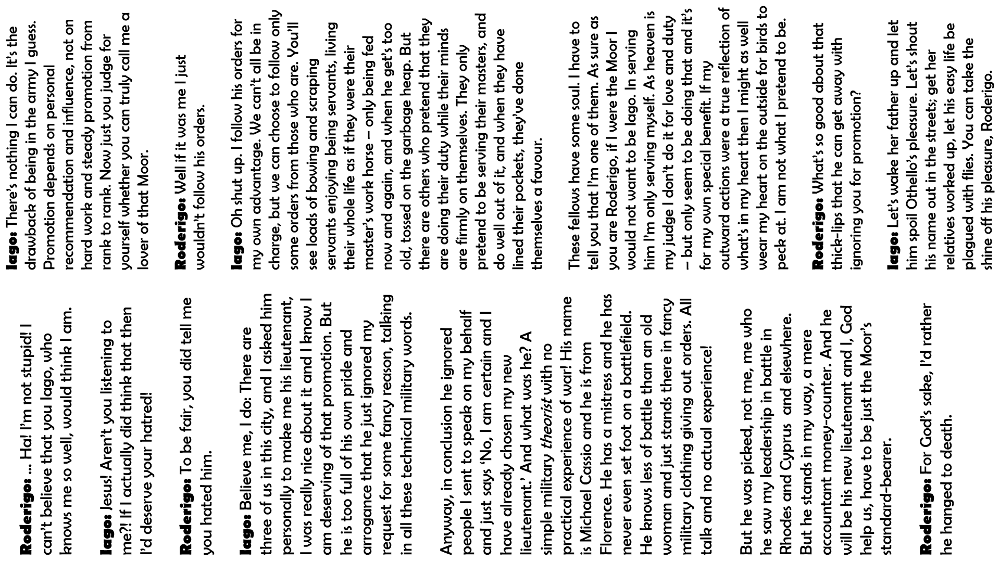 Roderigo: ... Ha! I'm not stupid! I
can't believe that you Iago, who
knows me so well, would think I am.
Iago: Jesus! Aren't you listening to
me?! If I actually did think that then
I'd deserve your hatred!
Roderigo: To be fair, you did tell me
you hated him.
Iago: Believe me, I do: There are
three of us in this city, and I asked him
personally to make me his lieutenant,
I was really nice about it and I know I
am deserving of that promotion. But
he is too full of his own pride and
arrogance that he just ignored my
request for some fancy reason, talking
in all these technical military words.
Anyway, in conclusion he ignored
people I sent to speak on my behalf
and just says 'No, I am certain and I
have already chosen my new
lieutenant.' And what was he? A
simple military theorist with no
practical experience of war! His name
is Michael Cassio and he is from
Florence. He has a mistress and he has
never even set foot on a battlefield.
He knows less of battle than an old
woman and just stands there in fancy
military clothing giving out orders. All
talk and no actual experience!
But he was picked, not me, me who
he saw my leadership in battle in
Rhodes and Cyprus and elsewhere.
But he stands in my way, a mere
accountant money-counter. And he
will be his new lieutenant and I, God
help us, have to be just the Moor's
standard-bearer.
Roderigo: For God's sake, I'd rather
he hanged to death.
Iago: There's nothing I can do. It's the
drawback of being in the army I guess.
Promotion depends on personal
recommendation and influence, not on
hard work and steady promotion from
rank to rank. Now just you judge for
yourself whether you can truly call me a
lover of that Moor.
Roderigo: Well if it was me I just
wouldn't follow his orders.
Iago: Oh shut up. I follow his orders for
my own advantage. We can't all be in
charge, but we can choose to follow only
some orders from those who are. You'll
see loads of bowing and scraping
servants enjoying being servants, living
their whole life as if they were their
master's work horse – only being fed
now and again, and when he get's too
old, tossed on the garbage heap. But
there are others who pretend that they
are doing their duty while their minds
are firmly on themselves. They only
pretend to be serving their masters, and
do well out of it, and when they have
lined their pockets, they've done
themselves a favour.
These fellows have some soul. I have to
tell you that I'm one of them. As sure as
you are Roderigo, if I were the Moor I
would not want to be Iago. In serving
him I'm only serving myself. As heaven is
my judge I don't do it for love and duty
– but only seem to be doing that and it's
for my own special benefit. If my
outward actions were a true reflection of
what's in my heart then I might as well
wear my heart on the outside for birds to
peck at. I am not what I pretend to be.
Roderigo: What's so good about that
thick-lips that he can get away with
ignoring you for promotion?
Iago: Let's wake her father up and let
him spoil Othello's pleasure. Let's shout
his name out in the streets; get her
relatives worked up, let his easy life be
plagued with flies. You can take the
shine off his pleasure, Roderigo.